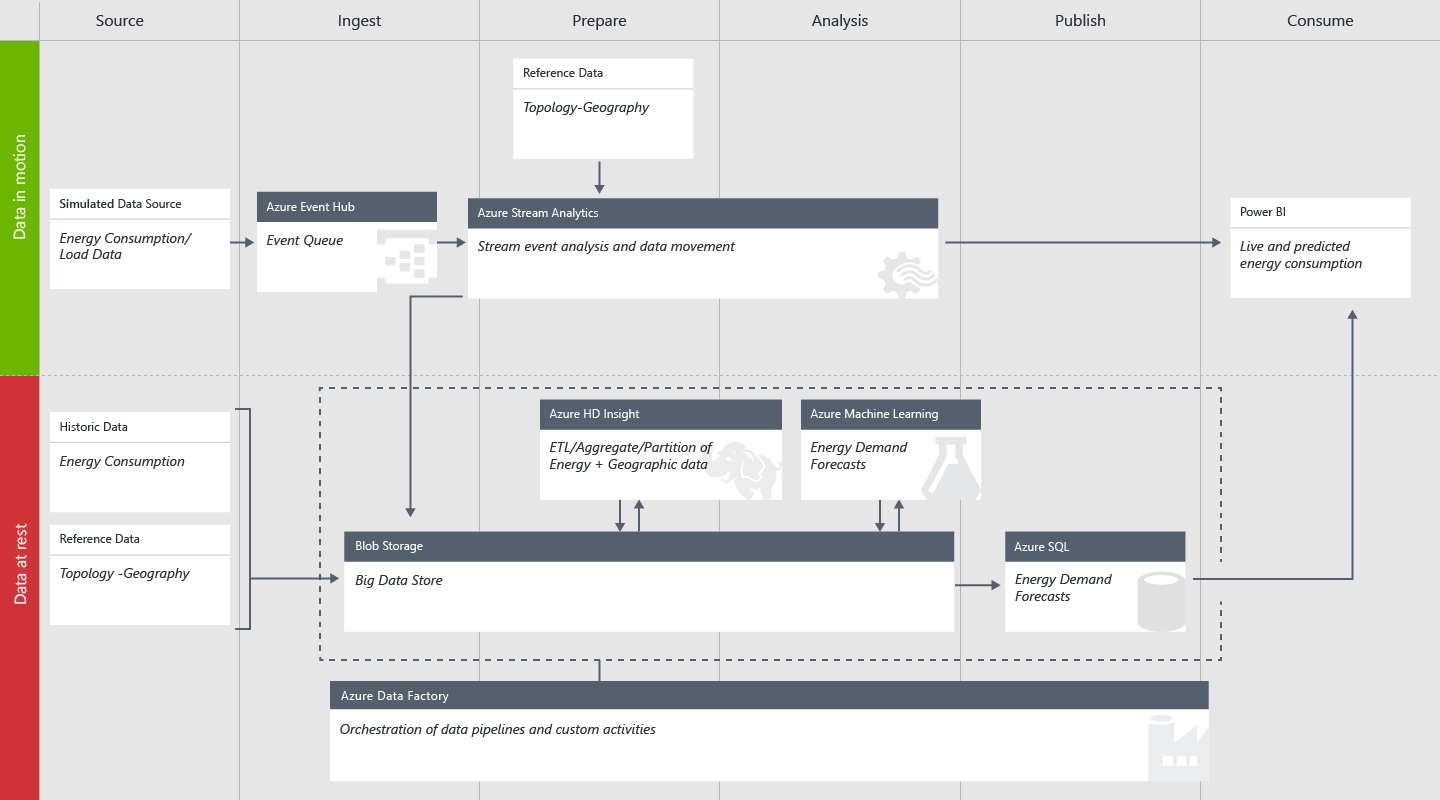 Source
Ingest
Prepare
Analysis
Publish
Consume
Data in motion
Reference Data
Topology-Geography
Simulated Data Source
Energy Consumption/
Load Data
Azure Event Hub
Event Queue
Azure Stream Analytics
Stream event analysis and data movement
Power BI
Live and predicted
energy consumption
Data at rest
Historic Data
Energy Consumption
Reference Data
Topology -Geography
Azure HD Insight
ETL/Aggregate/Partition of
Energy + Geographic data
Azure Machine Learning
Energy Demand
Forecasts
Blob Storage
Big Data Store
Azure SQL
Energy Demand
Forecasts
Azure Data Factory
Orchestration of data pipelines and custom activities